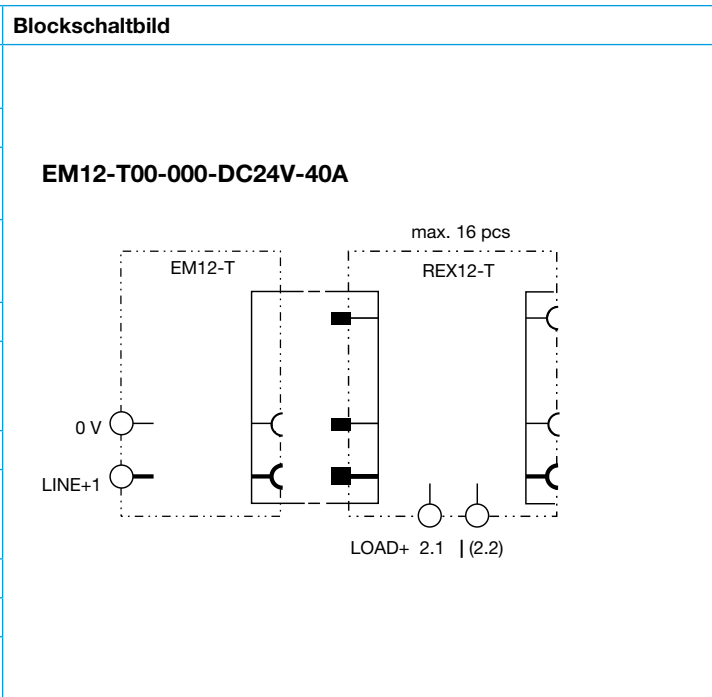 Blockschaltbild
EM12-T00-000-DC24V-40A
max. 16 pcs
EM12-T
REX12-T
0 V
LINE+1
LOAD+ 2.1 | (2.2)